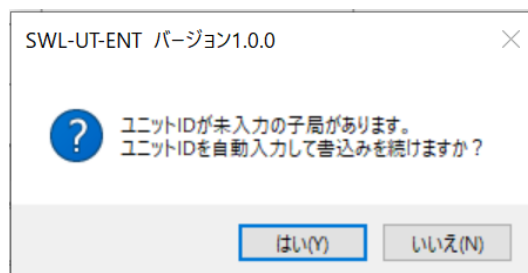 SWL-UT-ENT バージョン1.0.0
ユニットIDが未入力の子局があります。
ユニットIDを自動入力して書込みを続けますか？
はい(Y)
いいえ(N)